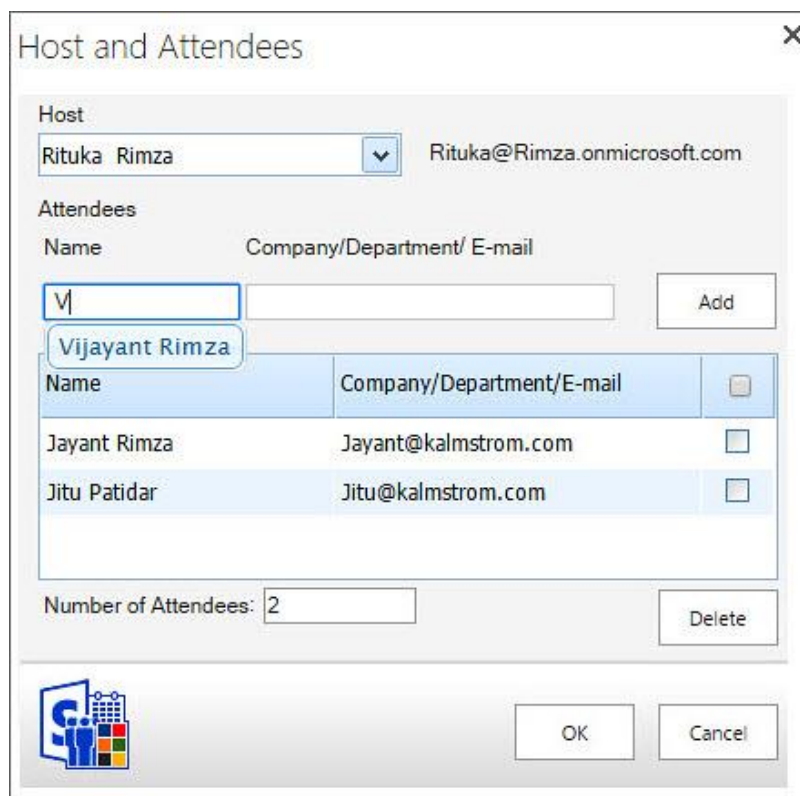 Host and Attendees
Host
Rituka Rimza Rituka@Rimza.onmicrosoft.com
Attendees
Name Company/Department/ E-mail
V Add
Vijayant Rimza
Name Company/Department/E-mail
Jayant Rimza Jayant@kalmstrom.com
Jitu Patidar Jitu@kalmstrom.com
Number of Attendees: 2
Delete
OK Cancel